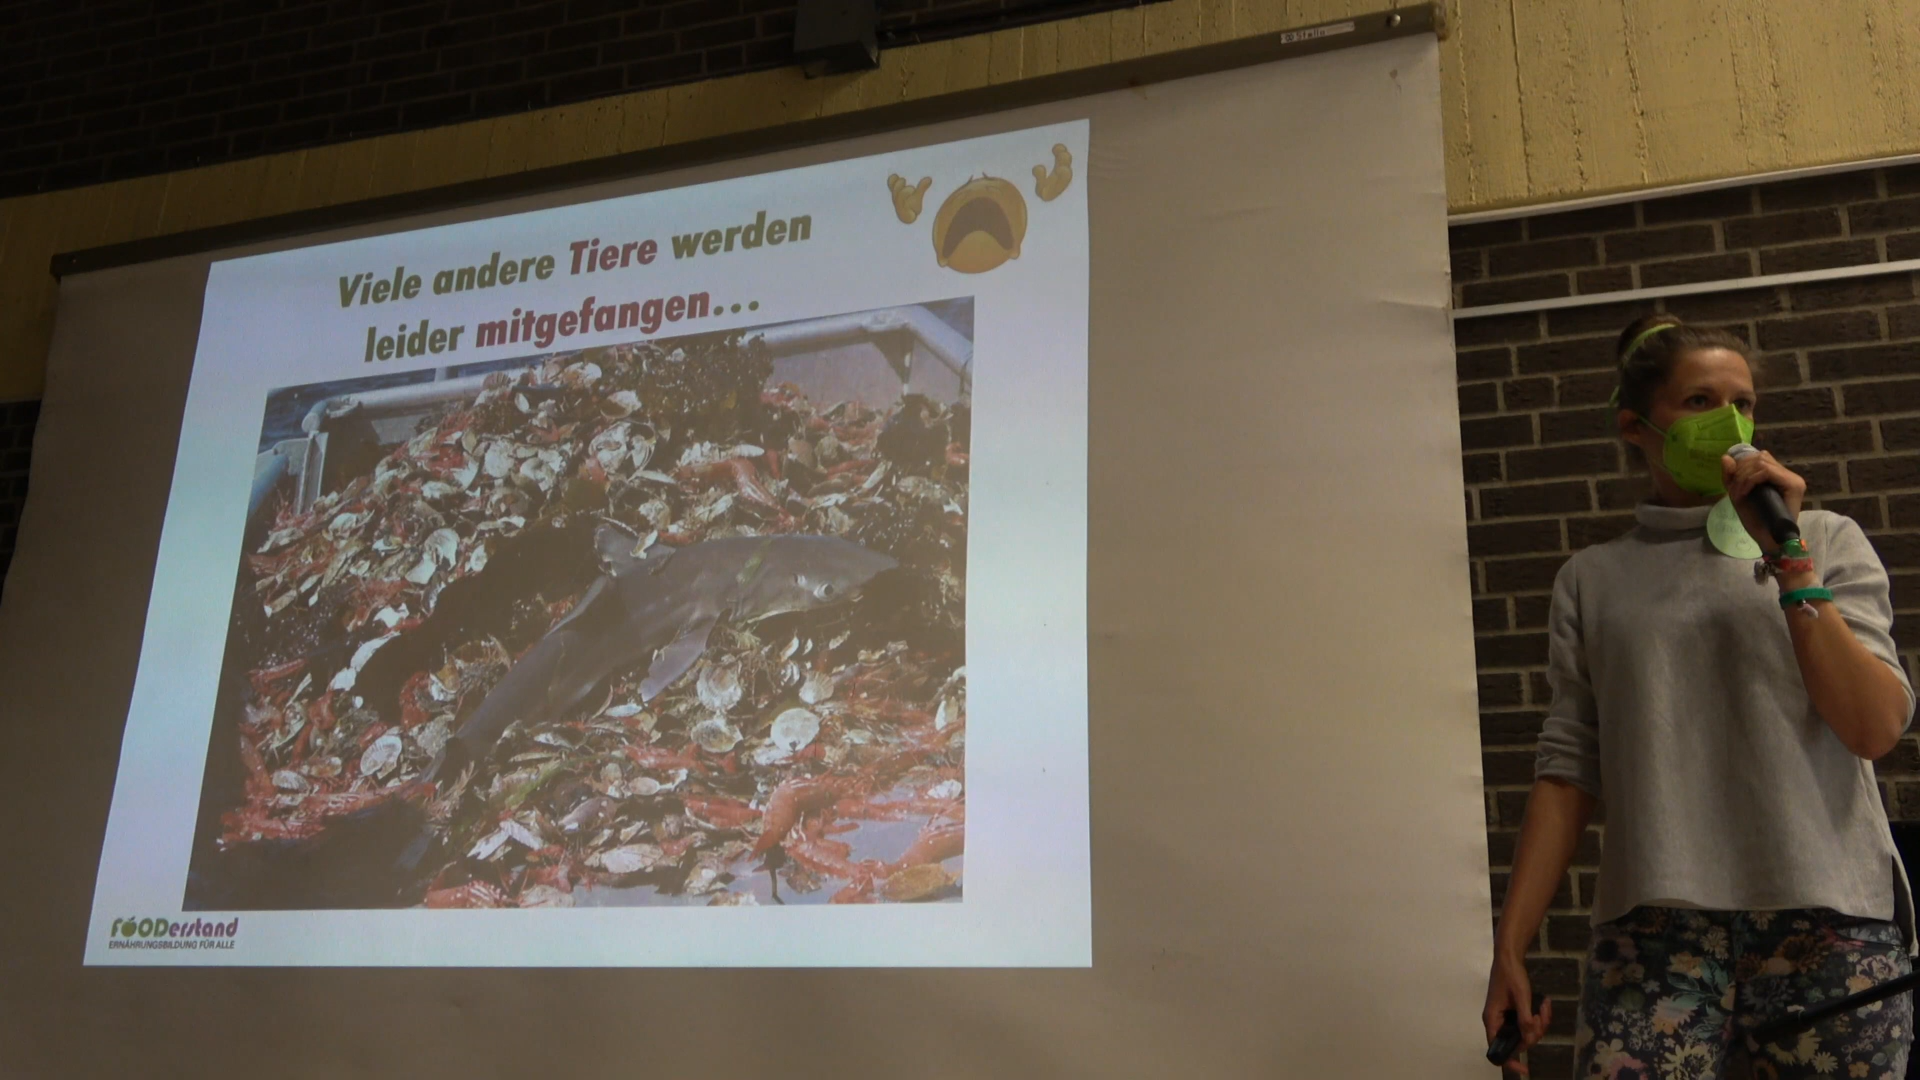 Viele andere Tiere werden
leider mitgefangen...
FOODerstand
ERNÄHRUNGSBILDUNG FÜR ALLE